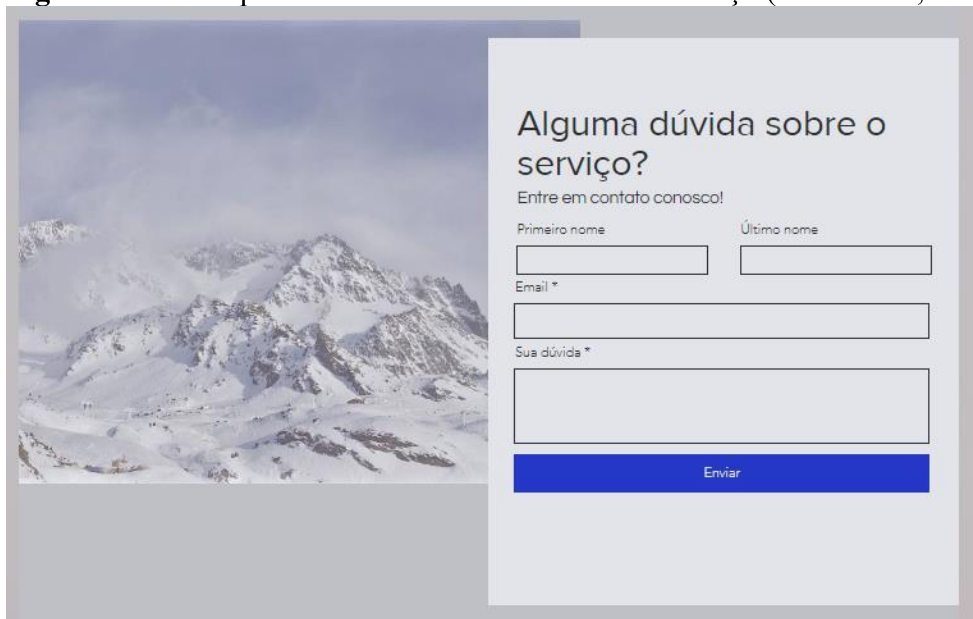 Alguma dúvida sobre o
serviço?
Entre em contato conosco!
Primeiro nome Último nome
Email *
Sua dúvida *
Enviar